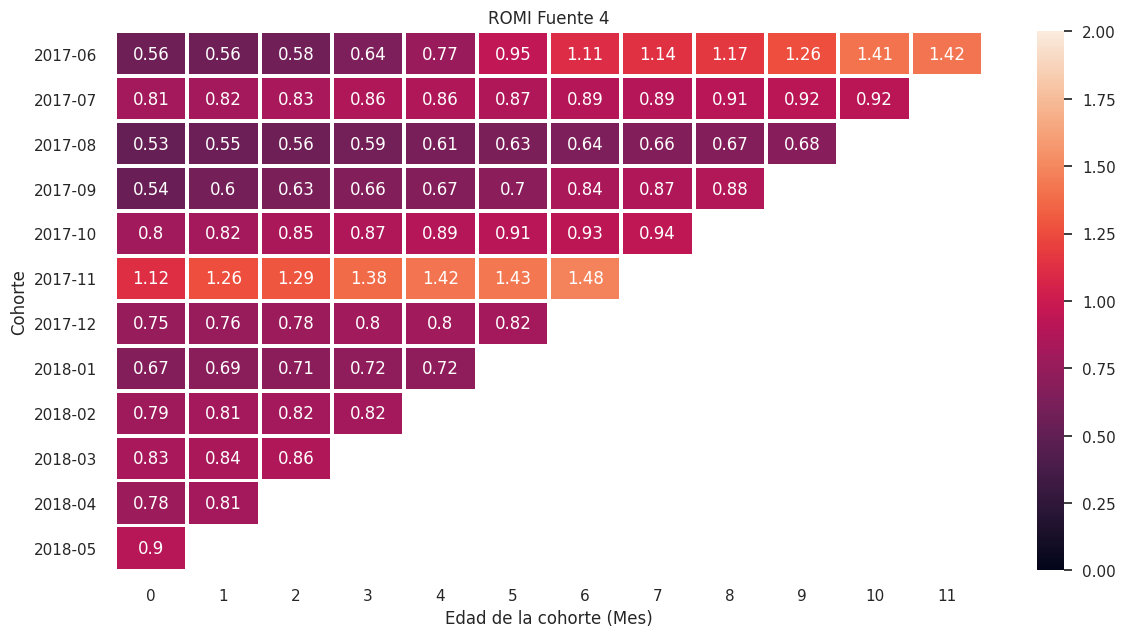 ROMI Fuente 4
Cohorte
2017-06 0.56 0.56 0.58 0.64 0.77 0.95 1.11 1.14 1.17 1.26 1.41 1.42
2017-07 0.81 0.82 0.83 0.86 0.86 0.87 0.89 0.89 0.91 0.92 0.92
2017-08 0.53 0.55 0.56 0.59 0.61 0.63 0.64 0.66 0.67 0.68
2017-09 0.54 0.6 0.63 0.66 0.67 0.7 0.84 0.87 0.88
2017-10 0.8 0.82 0.85 0.87 0.89 0.91 0.93 0.94
2017-11 1.12 1.26 1.29 1.38 1.42 1.43 1.48
2017-12 0.75 0.76 0.78 0.8 0.8 0.82
2018-01 0.67 0.69 0.71 0.72 0.72
2018-02 0.79 0.81 0.82 0.82
2018-03 0.83 0.84 0.86
2018-04 0.78 0.81
2018-05 0.9
0 1 2 3 4 5 6 7 8 9 10 11
Edad de la cohorte (Mes)
2.00
1.75
1.50
1.25
1.00
0.75
0.50
0.25
0.00